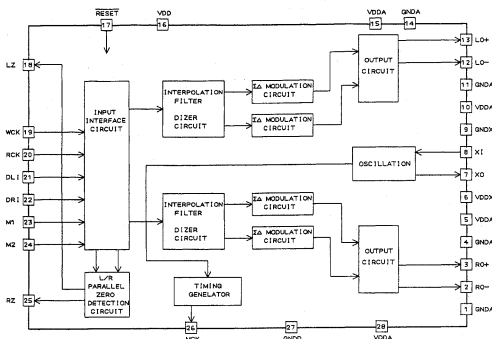 RESET
VDD
VDDA
GNDA
17
16
15
14
LZ
18
13
LO+
12
LO-
11
GNDA
10
VDDA
9
GNDX
8
XI
7
XO
6
VDDX
5
VDDA
4
GNDA
3
RO+
2
RO-
1
GNDA
WCK
19
RCK
20
DLI
21
DRI
22
M1
23
M2
24
RZ
25
INPUT
INTERFACE
CIRCUIT
INTERPOLATION
FILTER
DIZER CIRCUIT
ΣΔ MODULATION
CIRCUIT
ΣΔ MODULATION
CIRCUIT
OUTPUT
CIRCUIT
OSCILLATION
INTERPOLATION
FILTER
DIZER CIRCUIT
ΣΔ MODULATION
CIRCUIT
ΣΔ MODULATION
CIRCUIT
OUTPUT
CIRCUIT
L/R
PARALLEL
ZERO
DETECTION
CIRCUIT
TIMING
GENELATOR
26
27
28
GNDD
VDDA